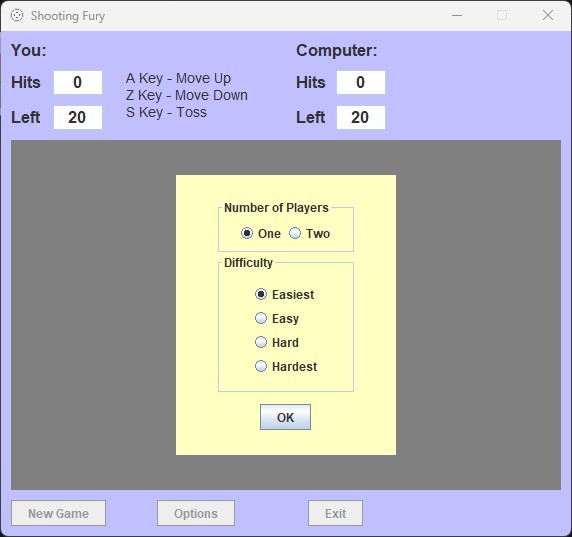 Shooting Fury
You:
Computer:
Hits 0
A Key - Move Up
Z Key - Move Down
S Key - Toss
Hits 0
Left 20
Left 20
Number of Players
One Two
Difficulty
Easiest
Easy
Hard
Hardest
OK
New Game
Options
Exit